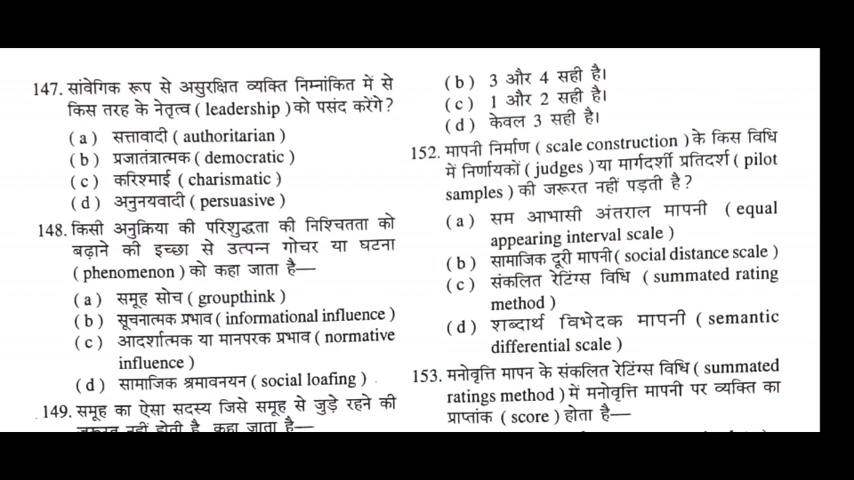 147. सांवेगिक रूप से असुरक्षित व्यक्ति निम्नांकित में से
किस तरह के नेतृत्व ( leadership ) को पसंद करेंगे ?
( a ) सत्तावादी ( authoritarian )
( b ) प्रजातंत्रात्मक ( democratic )
( c ) करिश्माई ( charismatic )
( d ) अनुनयवादी ( persuasive )
148. किसी अनुक्रिया की परिशुद्धता की निश्चितता को
बढ़ाने की इच्छा से उत्पन्न गोचर या घटना
( phenomenon ) को कहा जाता है—
( a ) समूह सोच ( groupthink )
( b ) सूचनात्मक प्रभाव ( informational influence )
( c ) आदर्शात्मक या मानपरक प्रभाव ( normative
influence )
( d ) सामाजिक श्रमावनयन ( social loafing )
149. समूह का ऐसा सदस्य जिसे समूह से जुड़े रहने की
जरूरत नहीं होती है, कहा जाता है—
( b ) 3 और 4 सही है।
( c ) 1 और 2 सही है।
( d ) केवल 3 सही है।
152. मापनी निर्माण ( scale construction ) के किस विधि
में निर्णायकों ( judges ) या मार्गदर्शी प्रतिदर्श ( pilot
samples ) की जरूरत नहीं पड़ती है ?
( a ) सम आभासी अंतराल मापनी ( equal
appearing interval scale )
( b ) सामाजिक दूरी मापनी ( social distance scale )
( c ) संकलित रेटिंग्स विधि ( summated rating
method )
( d ) शब्दार्थ विभेदक मापनी ( semantic
differential scale )
153. मनोवृत्ति मापन के संकलित रेटिंग्स विधि ( summated
ratings method ) में मनोवृत्ति मापनी पर व्यक्ति का
प्राप्तांक ( score ) होता है—